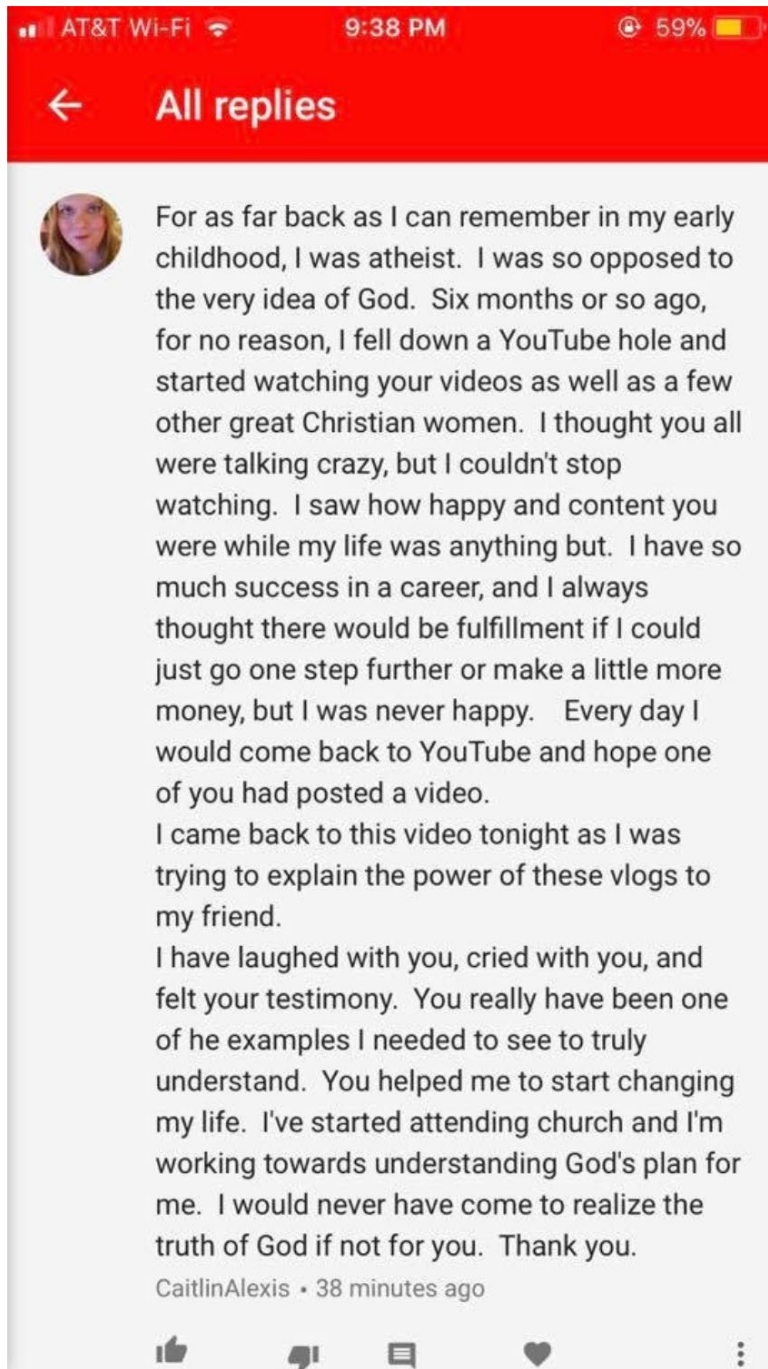 AT&T Wi-Fi 9:38 PM 59%
All replies
For as far back as I can remember in my early
childhood, I was atheist. I was so opposed to
the very idea of God. Six months or so ago,
for no reason, I fell down a YouTube hole and
started watching your videos as well as a few
other great Christian women. I thought you all
were talking crazy, but I couldn't stop
watching. I saw how happy and content you
were while my life was anything but. I have so
much success in a career, and I always
thought there would be fulfillment if I could
just go one step further or make a little more
money, but I was never happy. Every day I
would come back to YouTube and hope one
of you had posted a video.
I came back to this video tonight as I was
trying to explain the power of these vlogs to
my friend.
I have laughed with you, cried with you, and
felt your testimony. You really have been one
of he examples I needed to see to truly
understand. You helped me to start changing
my life. I've started attending church and I'm
working towards understanding God's plan for
me. I would never have come to realize the
truth of God if not for you. Thank you.
CaitlinAlexis • 38 minutes ago